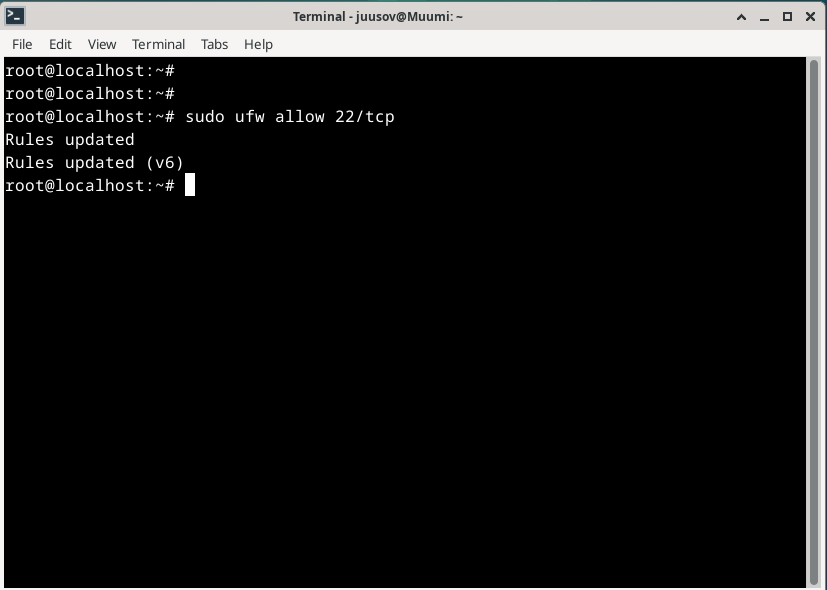 Terminal - juusov@Muumi: ~
File Edit View Terminal Tabs Help
root@localhost:~#
root@localhost:~#
root@localhost:~# sudo ufw allow 22/tcp
Rules updated
Rules updated (v6)
root@localhost:~#